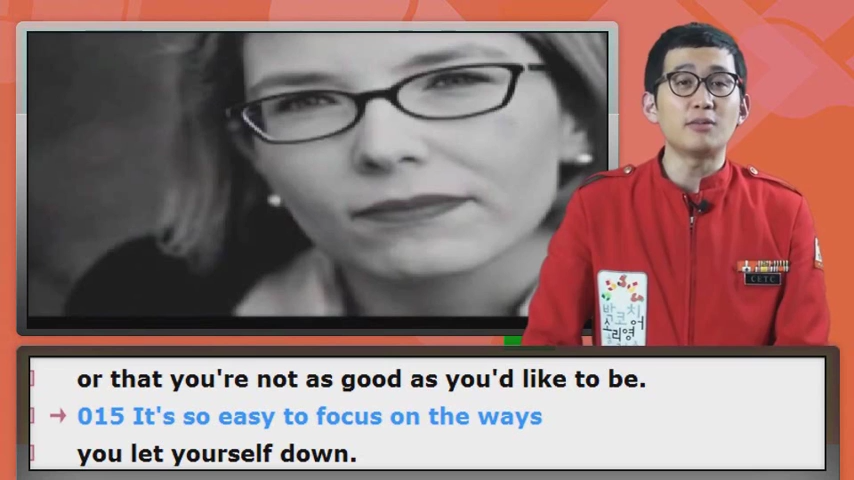 CETC
or that you're not as good as you'd like to be.
→ 015 It's so easy to focus on the ways
you let yourself down.